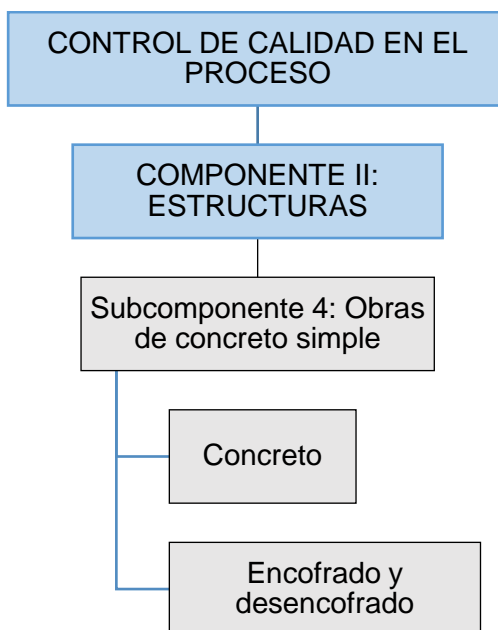 CONTROL DE CALIDAD EN EL
PROCESO
COMPONENTE II:
ESTRUCTURAS
Subcomponente 4: Obras
de concreto simple
Concreto
Encofrado y
desencofrado